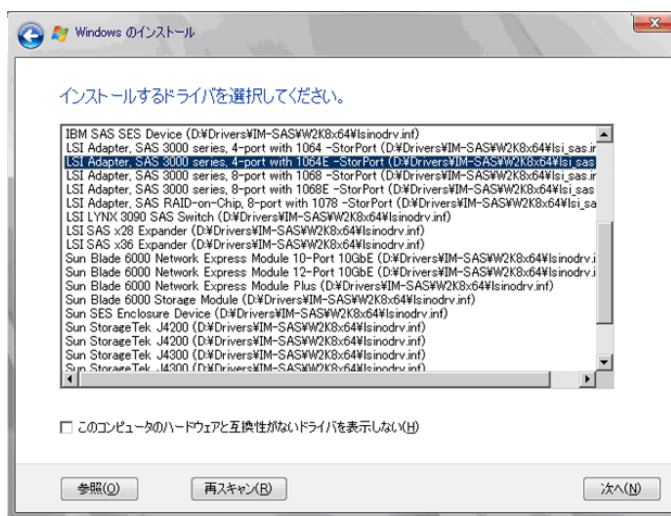 Windows のインストール
インストールするドライバを選択してください。
IBM SAS SES Device (D:¥Drivers¥IM-SAS¥W2K8x64¥lsinodrv.inf)
LSI Adapter, SAS 3000 series, 4-port with 1064 -StorPort (D:¥Drivers¥IM-SAS¥W2K8x64¥lsi_sas.ir
LSI Adapter, SAS 3000 series, 4-port with 1064E -StorPort (D:¥Drivers¥IM-SAS¥W2K8x64¥lsi_sas
LSI Adapter, SAS 3000 series, 8-port with 1068 -StorPort (D:¥Drivers¥IM-SAS¥W2K8x64¥lsi_sas.ir
LSI Adapter, SAS 3000 series, 8-port with 1068E -StorPort (D:¥Drivers¥IM-SAS¥W2K8x64¥lsi_sas
LSI Adapter, SAS RAID-on-Chip, 8-port with 1078 -StorPort (D:¥Drivers¥IM-SAS¥W2K8x64¥lsi_sa
LSI LYNX 3090 SAS Switch (D:¥Drivers¥IM-SAS¥W2K8x64¥lsinodrv.inf)
LSI SAS x28 Expander (D:¥Drivers¥IM-SAS¥W2K8x64¥lsinodrv.inf)
LSI SAS x36 Expander (D:¥Drivers¥IM-SAS¥W2K8x64¥lsinodrv.inf)
Sun Blade 6000 Network Express Module 10-Port 10GbE (D:¥Drivers¥IM-SAS¥W2K8x64¥lsinodrv.i
Sun Blade 6000 Network Express Module 12-Port 10GbE (D:¥Drivers¥IM-SAS¥W2K8x64¥lsinodrv.i
Sun Blade 6000 Network Express Module Plus (D:¥Drivers¥IM-SAS¥W2K8x64¥lsinodrv.inf)
Sun Blade 6000 Storage Module (D:¥Drivers¥IM-SAS¥W2K8x64¥lsinodrv.inf)
Sun SES Enclosure Device (D:¥Drivers¥IM-SAS¥W2K8x64¥lsinodrv.inf)
Sun StorageTek J4200 (D:¥Drivers¥IM-SAS¥W2K8x64¥lsinodrv.inf)
Sun StorageTek J4200 (D:¥Drivers¥IM-SAS¥W2K8x64¥lsinodrv.inf)
Sun StorageTek J4300 (D:¥Drivers¥IM-SAS¥W2K8x64¥lsinodrv.inf)
Sun StorageTek J4300 (D:¥Drivers¥IM-SAS¥W2K8x64¥lsinodrv.inf)
このコンピュータのハードウェアと互換性がないドライバを表示しない(H)
参照(O) 再スキャン(R) 次へ(N)